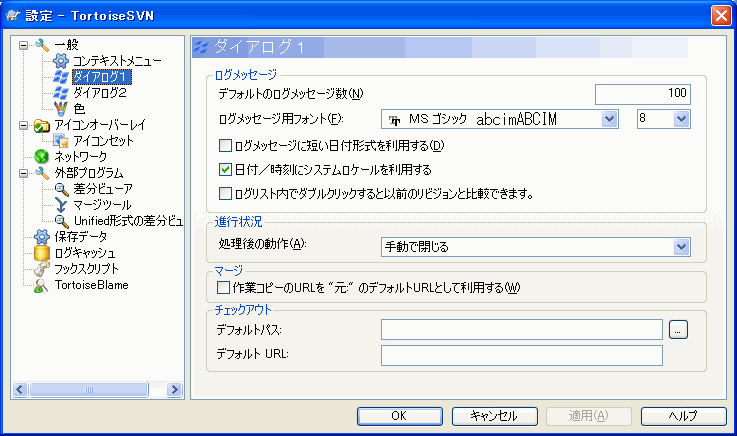 設定 - TortoiseSVN
一般
コンテキストメニュー
ダイアログ1
ダイアログ2
色
アイコンオーバーレイ
アイコンセット
ネットワーク
外部プログラム
差分ビューア
マージツール
Unified形式の差分ビュ
保存データ
ログキャッシュ
フックスクリプト
TortoiseBlame
ダイアログ1
ログメッセージ
デフォルトのログメッセージ数(N)
100
ログメッセージ用フォント(F):
MS ゴシック abcimABCIM
8
ログメッセージに短い日付形式を利用する(D)
日付／時刻にシステムロケールを利用する
ログリスト内でダブルクリックすると以前のリビジョンと比較できます。
進行状況
処理後の動作(A):
手動で閉じる
マージ
作業コピーのURLを "元:" のデフォルトURLとして利用する(W)
チェックアウト
デフォルトパス:
...
デフォルト URL:
OK
キャンセル
適用(A)
ヘルプ